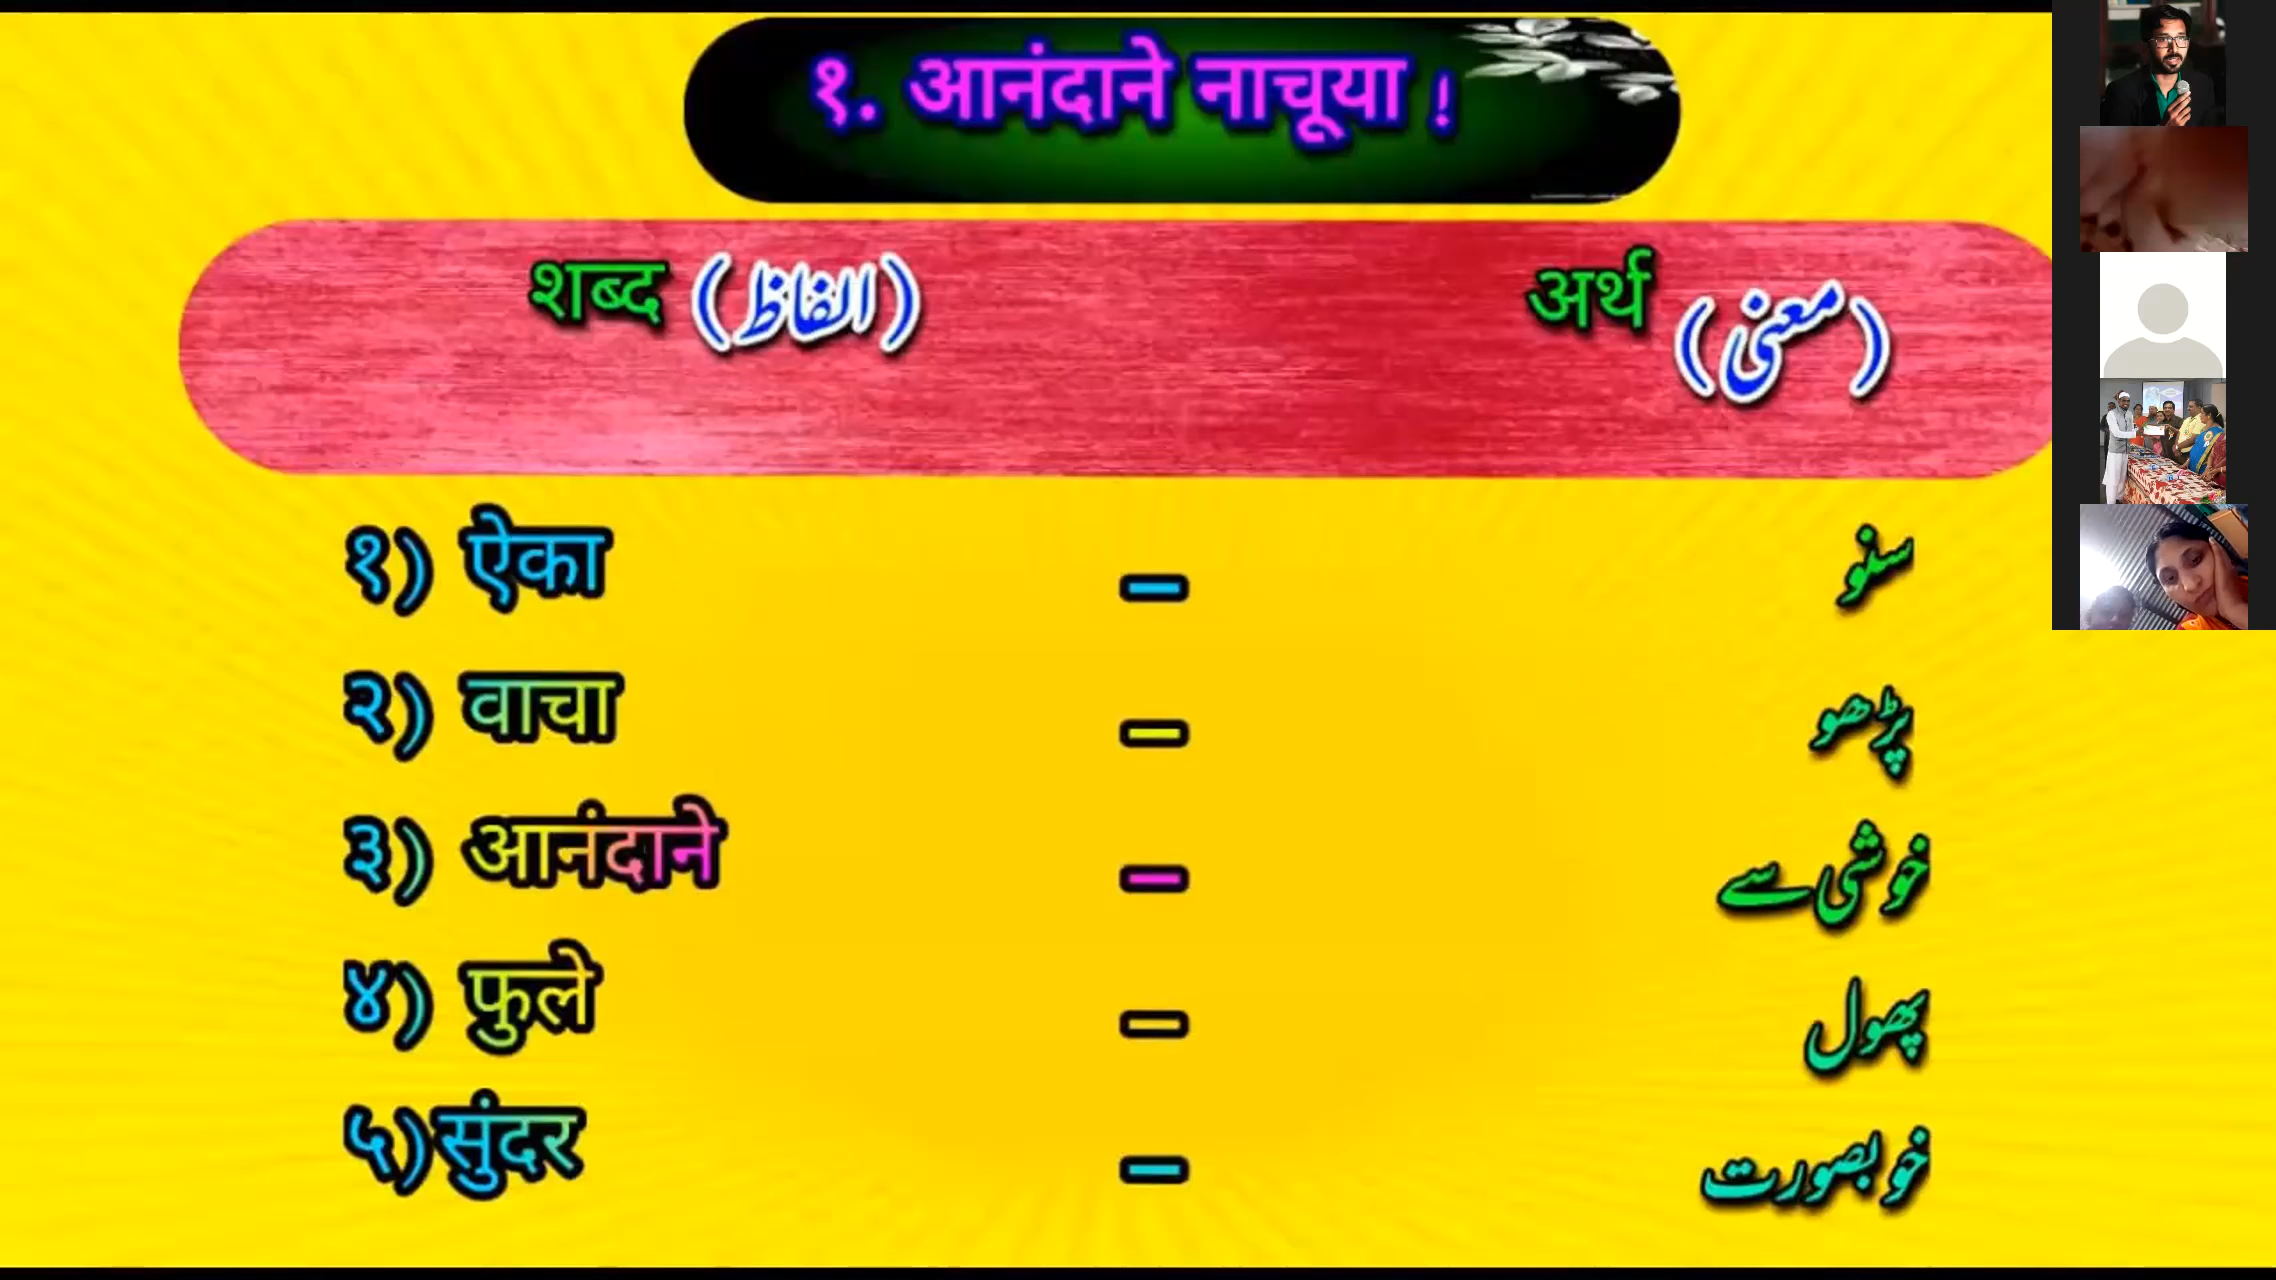 १. आनंदाने नाचूया !
शब्द (الفاظ) अर्थ (معنی)
१) ऐका – سنو
२) वाचा – پڑھو
३) आनंदाने – خوشی سے
४) फुले – پھول
५) सुंदर – خوبصورت